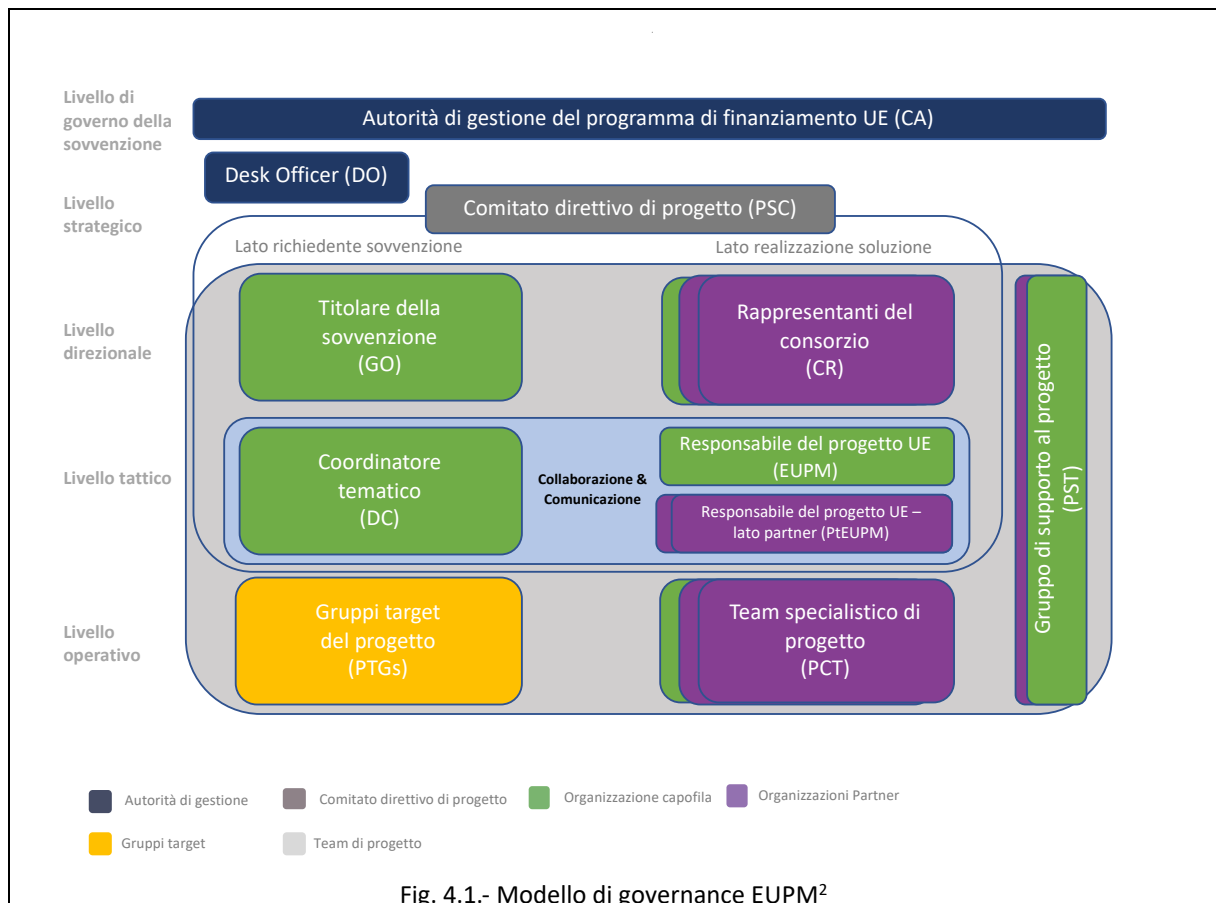 Livello di
governo della
sovvenzione
Autorità di gestione del programma di finanziamento UE (CA)
Desk Officer (DO)
Livello
strategico
Comitato direttivo di progetto (PSC)
Lato richiedente sovvenzione
Lato realizzazione soluzione
Livello
direzionale
Titolare della
sovvenzione
(GO)
Rappresentanti del
consorzio
(CR)
Gruppo di supporto al progetto
(PST)
Livello tattico
Coordinatore
tematico
(DC)
Collaborazione &
Comunicazione
Responsabile del progetto UE
(EUPM)
Responsabile del progetto UE –
lato partner (PtEUPM)
Livello
operativo
Gruppi target
del progetto
(PTGs)
Team specialistico di
progetto
(PCT)
Autorità di gestione
Comitato direttivo di progetto
Organizzazione capofila
Organizzazioni Partner
Gruppi target
Team di progetto
Fig. 4.1.- Modello di governance EUPM²